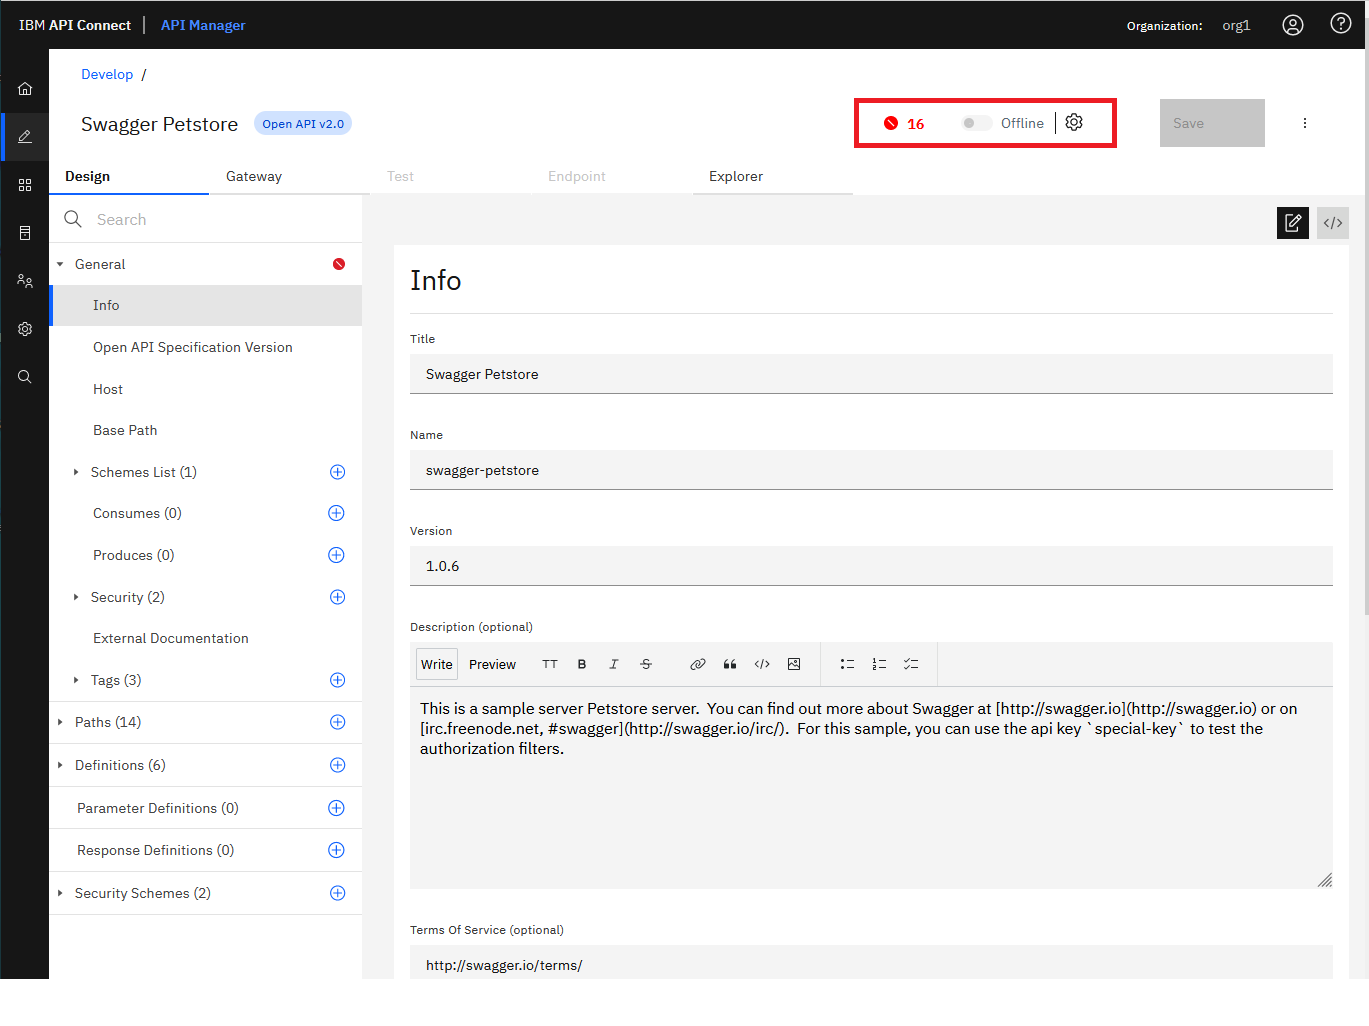 IBM API Connect | API Manager
Organization: org1
Develop /
Swagger Petstore Open API v2.0
16 Offline
Save
Design Gateway Test Endpoint Explorer
Search
General
Info
Open API Specification Version
Host
Base Path
Schemes List (1)
Consumes (0)
Produces (0)
Security (2)
External Documentation
Tags (3)
Paths (14)
Definitions (6)
Parameter Definitions (0)
Response Definitions (0)
Security Schemes (2)
</>
Info
Title
Swagger Petstore
Name
swagger-petstore
Version
1.0.6
Description (optional)
Write Preview TT B I S </>
This is a sample server Petstore server.  You can find out more about Swagger at [http://swagger.io](http://swagger.io) or on
[irc.freenode.net, #swagger](http://swagger.io/irc/).  For this sample, you can use the api key `special-key` to test the
authorization filters.
Terms Of Service (optional)
http://swagger.io/terms/